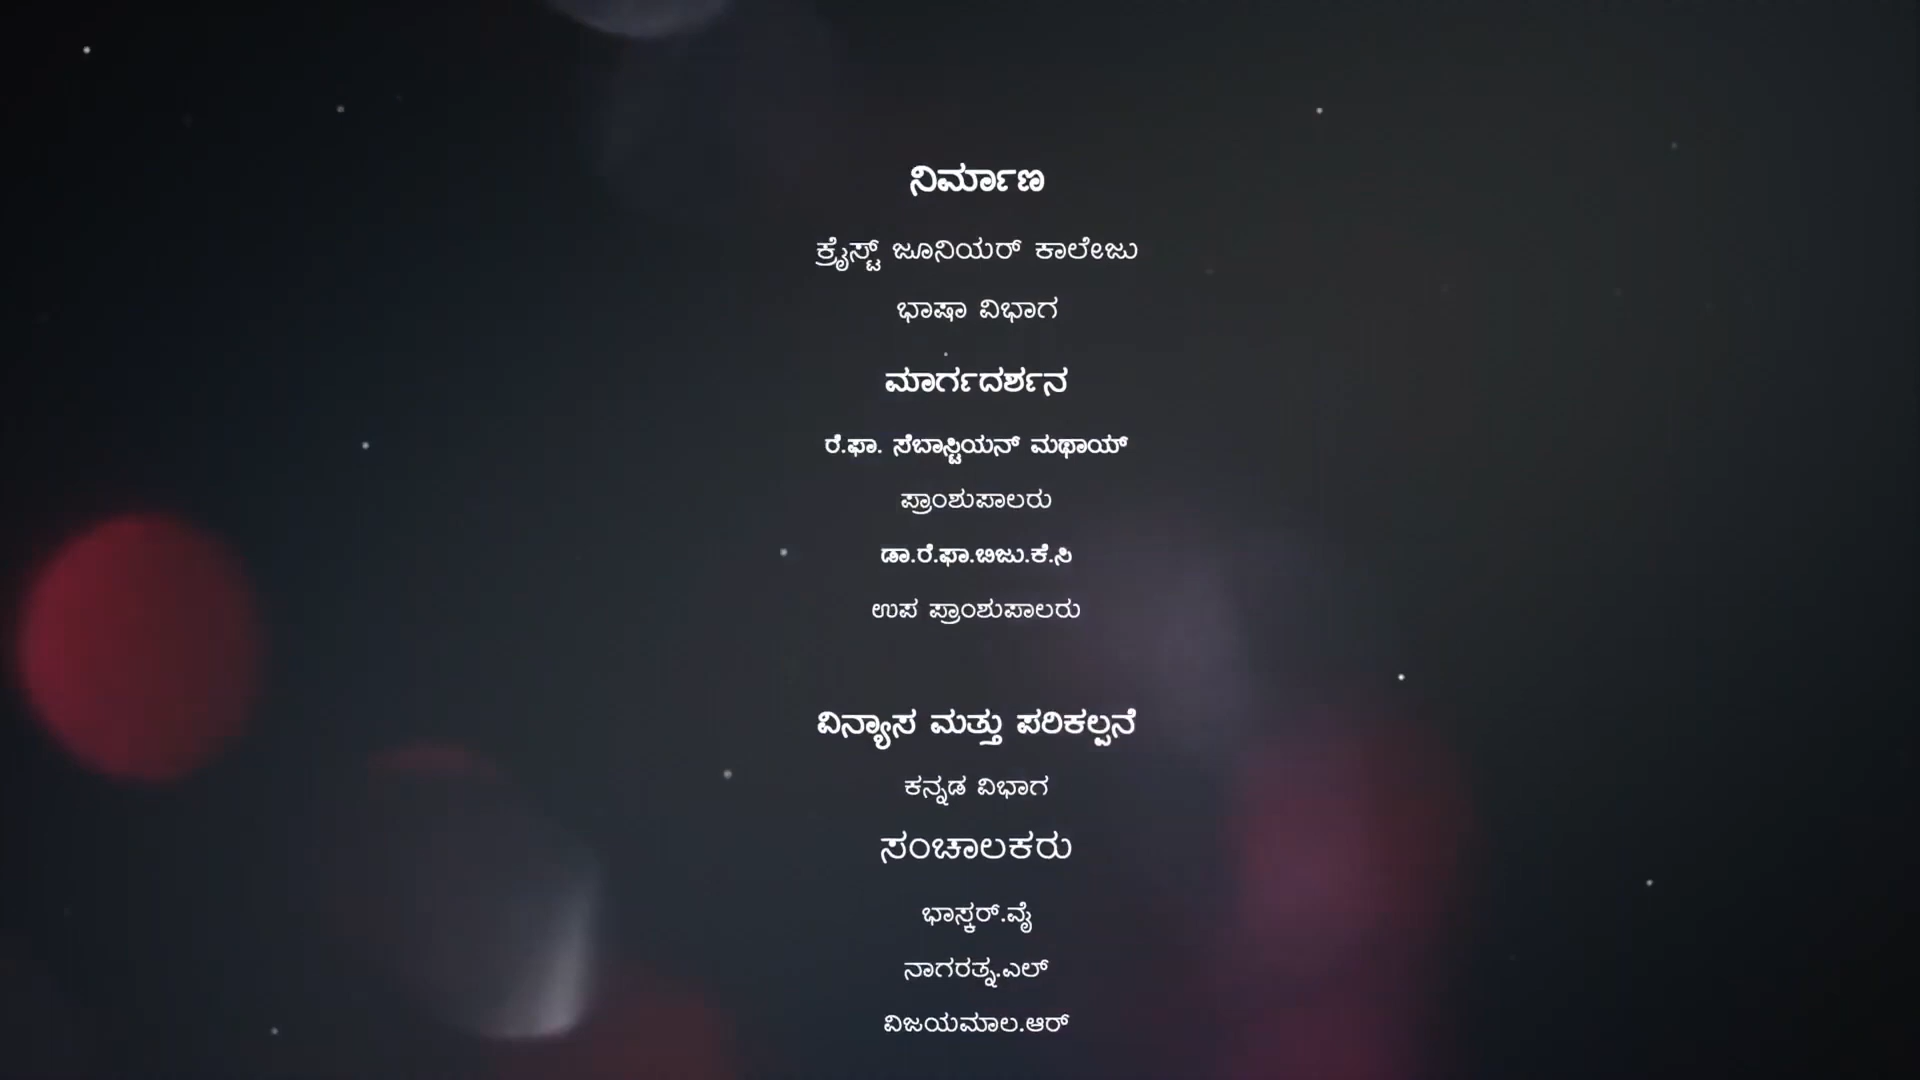 ನಿರ್ಮಾಣ
ಕ್ರೈಸ್ಟ್ ಜೂನಿಯರ್ ಕಾಲೇಜು
ಭಾಷಾ ವಿಭಾಗ
ಮಾರ್ಗದರ್ಶನ
ರೆ.ಫಾ. ಸೆಬಾಸ್ಟಿಯನ್ ಮಥಾಯ್
ಪ್ರಾಂಶುಪಾಲರು
ಡಾ.ರೆ.ಫಾ.ಬಿಜು.ಕೆ.ಸಿ
ಉಪ ಪ್ರಾಂಶುಪಾಲರು
ವಿನ್ಯಾಸ ಮತ್ತು ಪರಿಕಲ್ಪನೆ
ಕನ್ನಡ ವಿಭಾಗ
ಸಂಚಾಲಕರು
ಭಾಸ್ಕರ್.ವೈ
ನಾಗರತ್ನ.ಎಲ್
ವಿಜಯಮಾಲ.ಆರ್